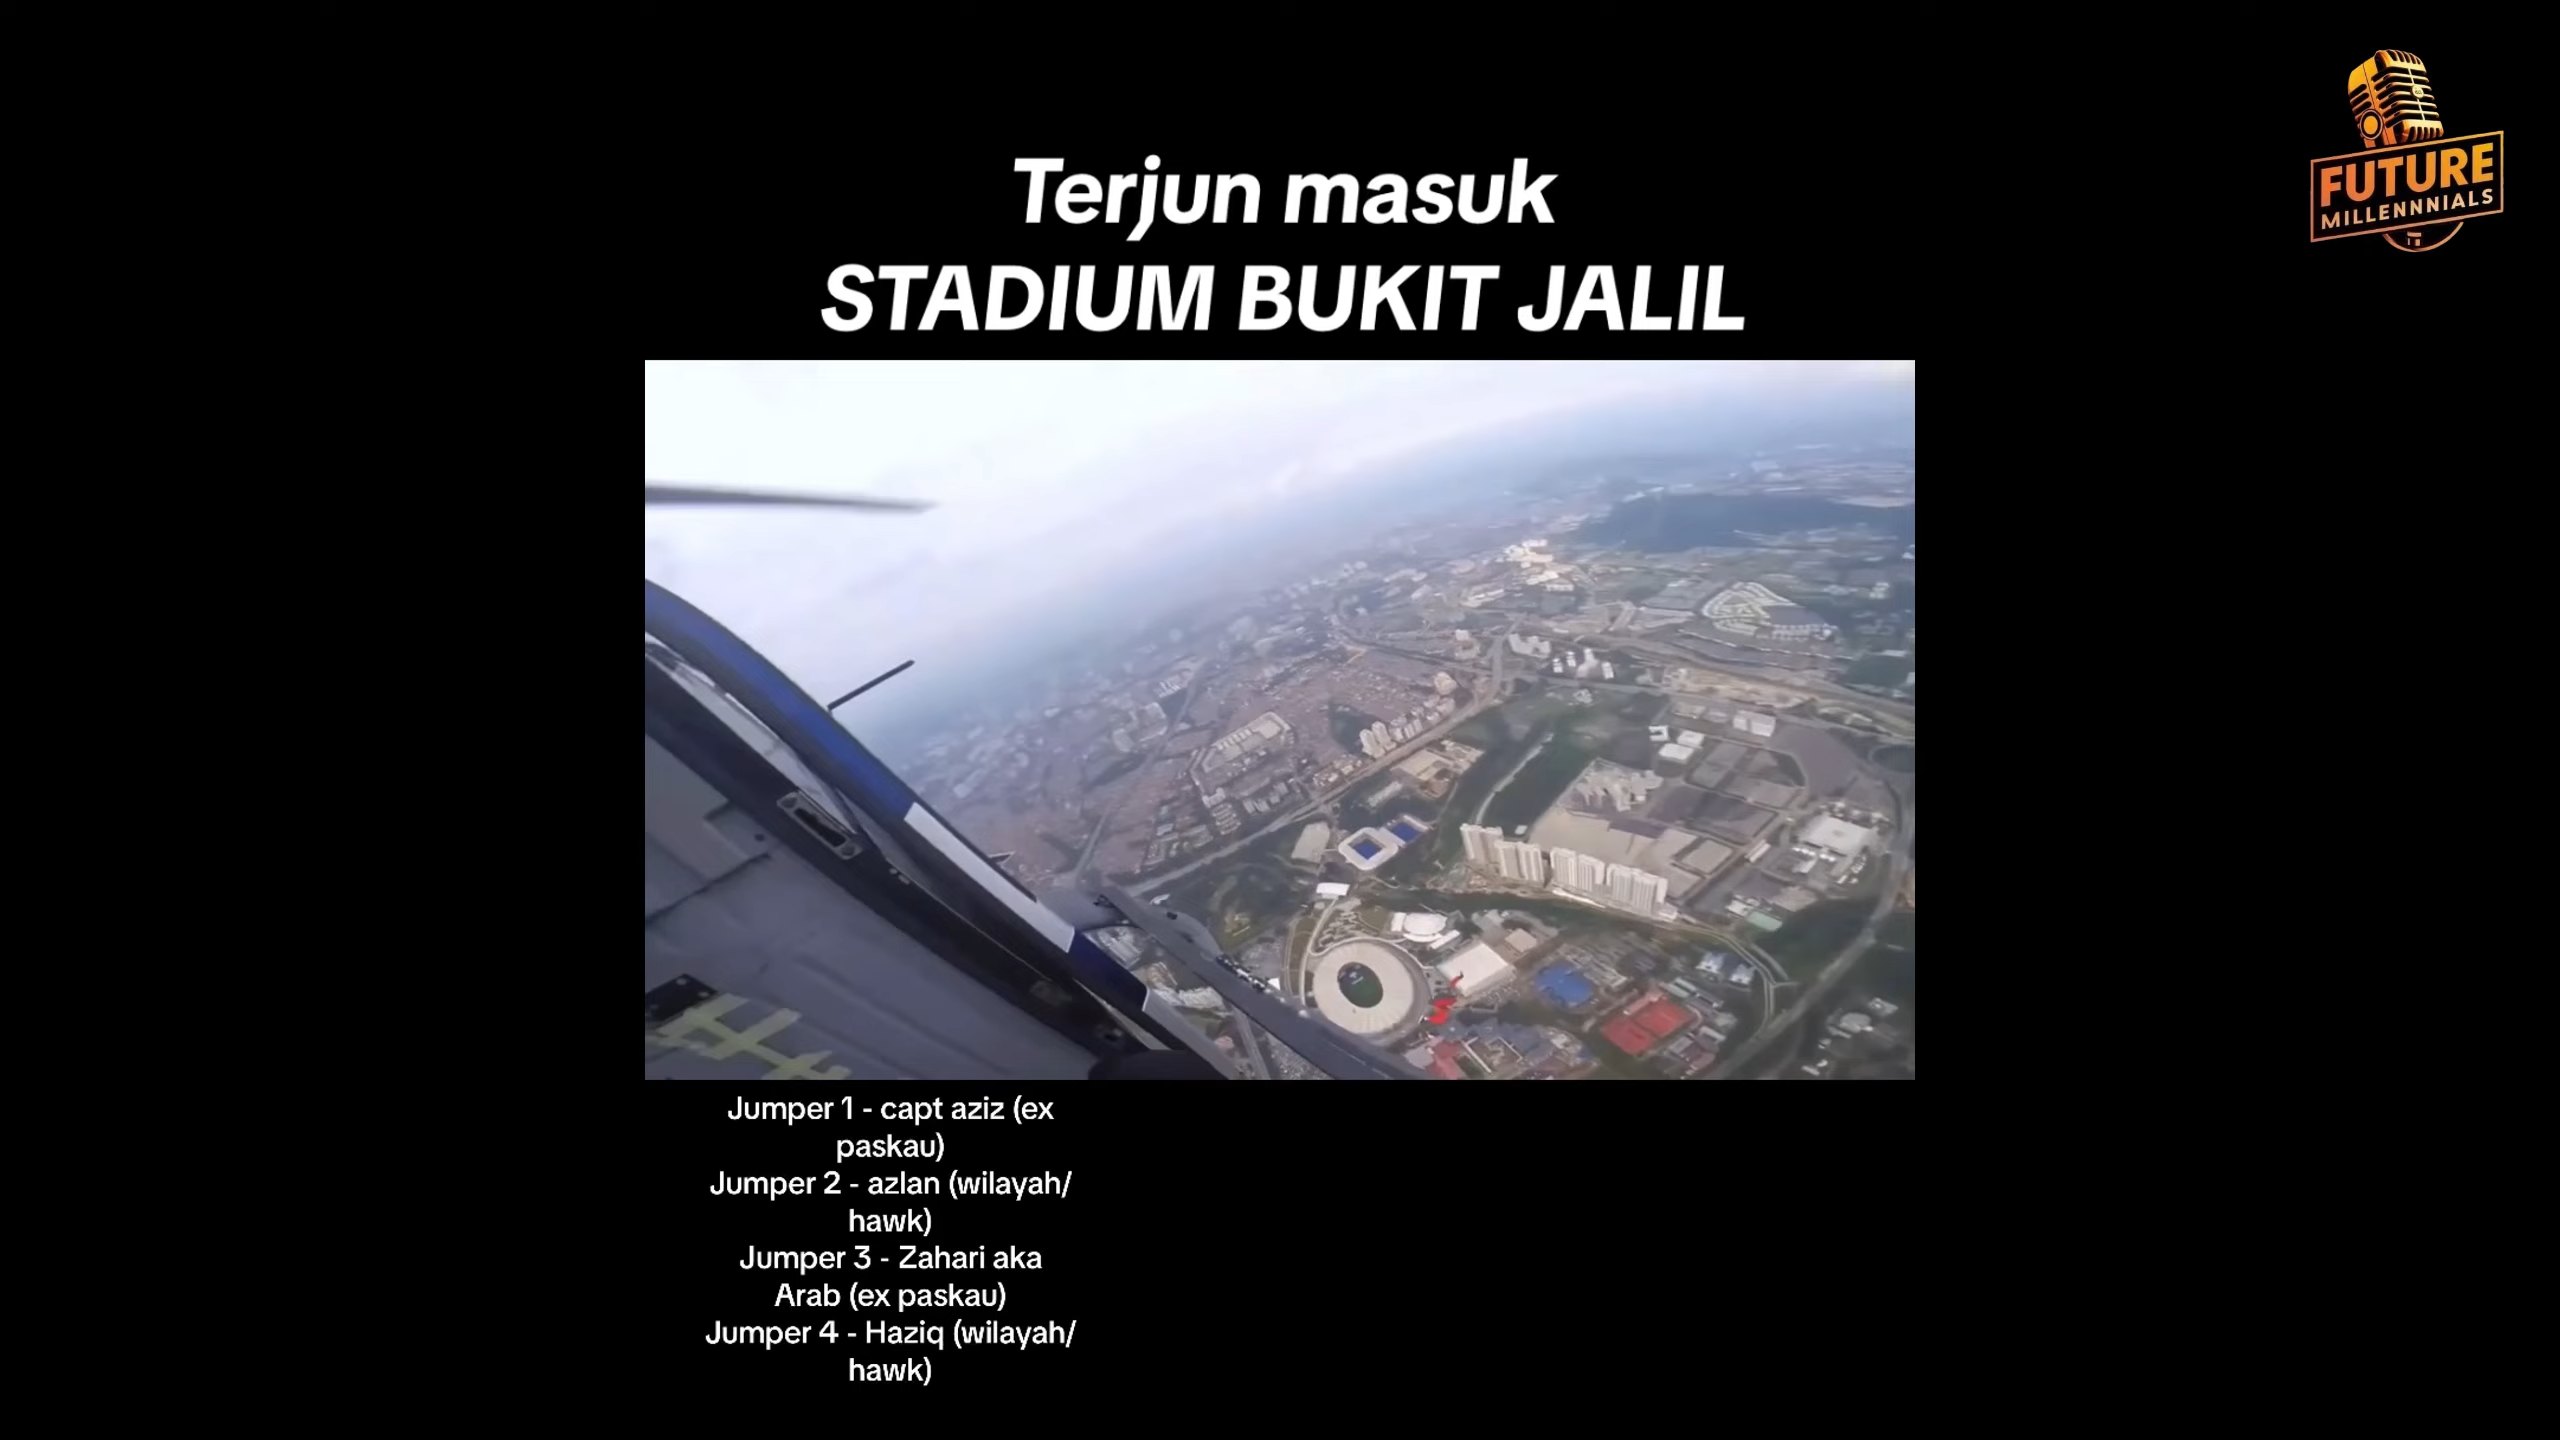 Terjun masuk
STADIUM BUKIT JALIL
FUTURE
MILLENNNIALS
Jumper 1 - capt aziz (ex
paskau)
Jumper 2 - azlan (wilayah/
hawk)
Jumper 3 - Zahari aka
Arab (ex paskau)
Jumper 4 - Haziq (wilayah/
hawk)